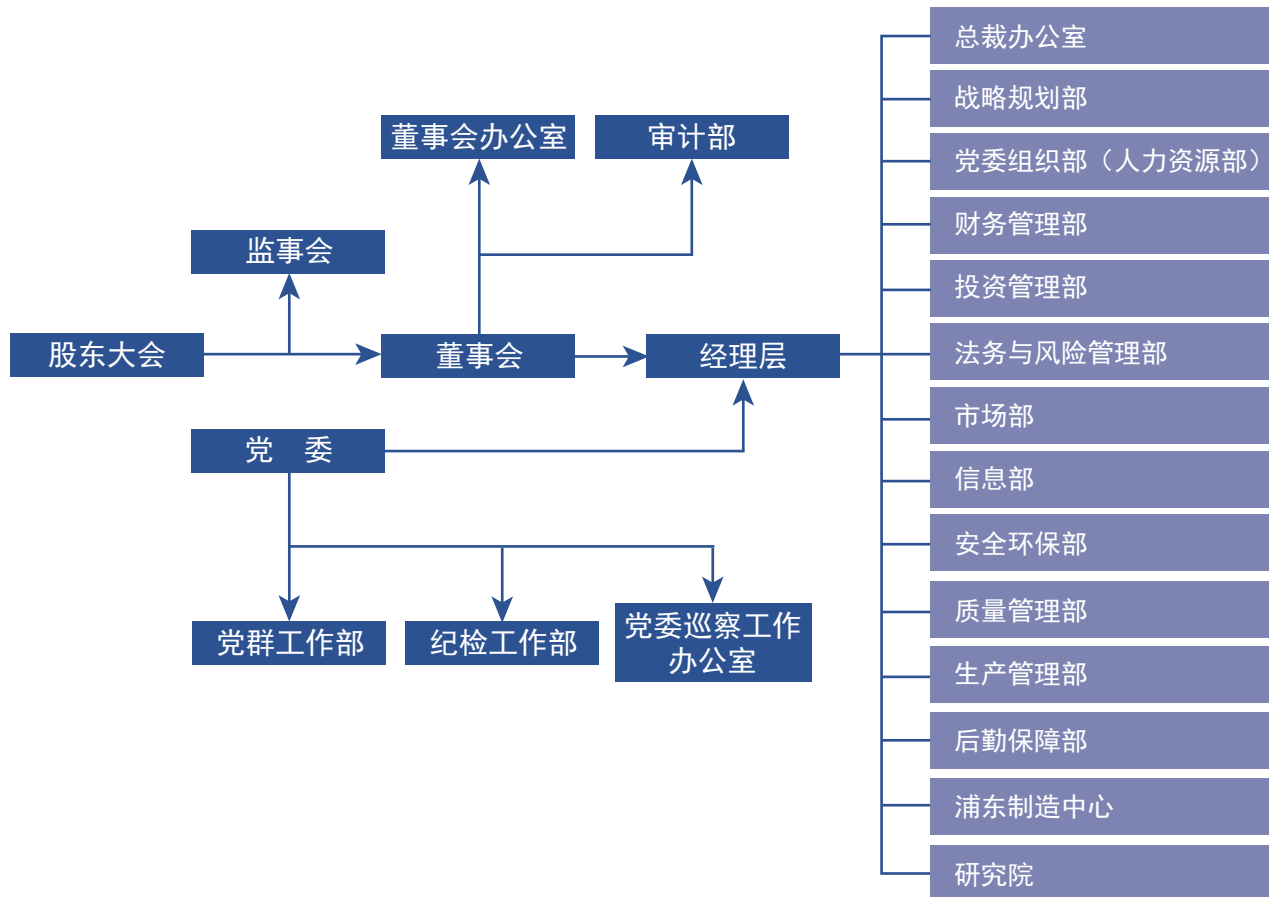 董事会办公室
审计部
监事会
股东大会
董事会
经理层
党　委
党群工作部
纪检工作部
党委巡察工作
办公室
总裁办公室
战略规划部
党委组织部（人力资源部）
财务管理部
投资管理部
法务与风险管理部
市场部
信息部
安全环保部
质量管理部
生产管理部
后勤保障部
浦东制造中心
研究院